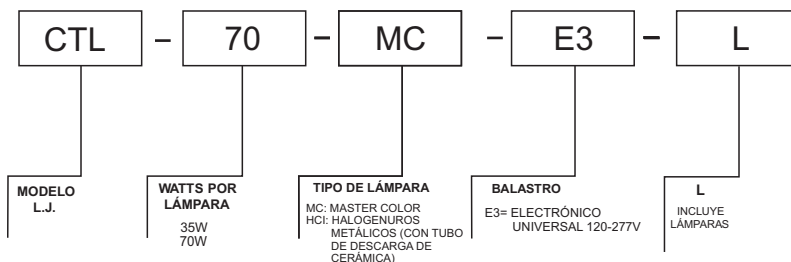 CTL – 70 – MC – E3 – L
MODELO
L.J.
WATTS POR
LÁMPARA
35W
70W
TIPO DE LÁMPARA
MC: MASTER COLOR
HCI: HALOGENUROS
METÁLICOS (CON TUBO
DE DESCARGA DE
CERÁMICA)
BALASTRO
E3= ELECTRÓNICO
UNIVERSAL 120-277V
L
INCLUYE
LÁMPARAS